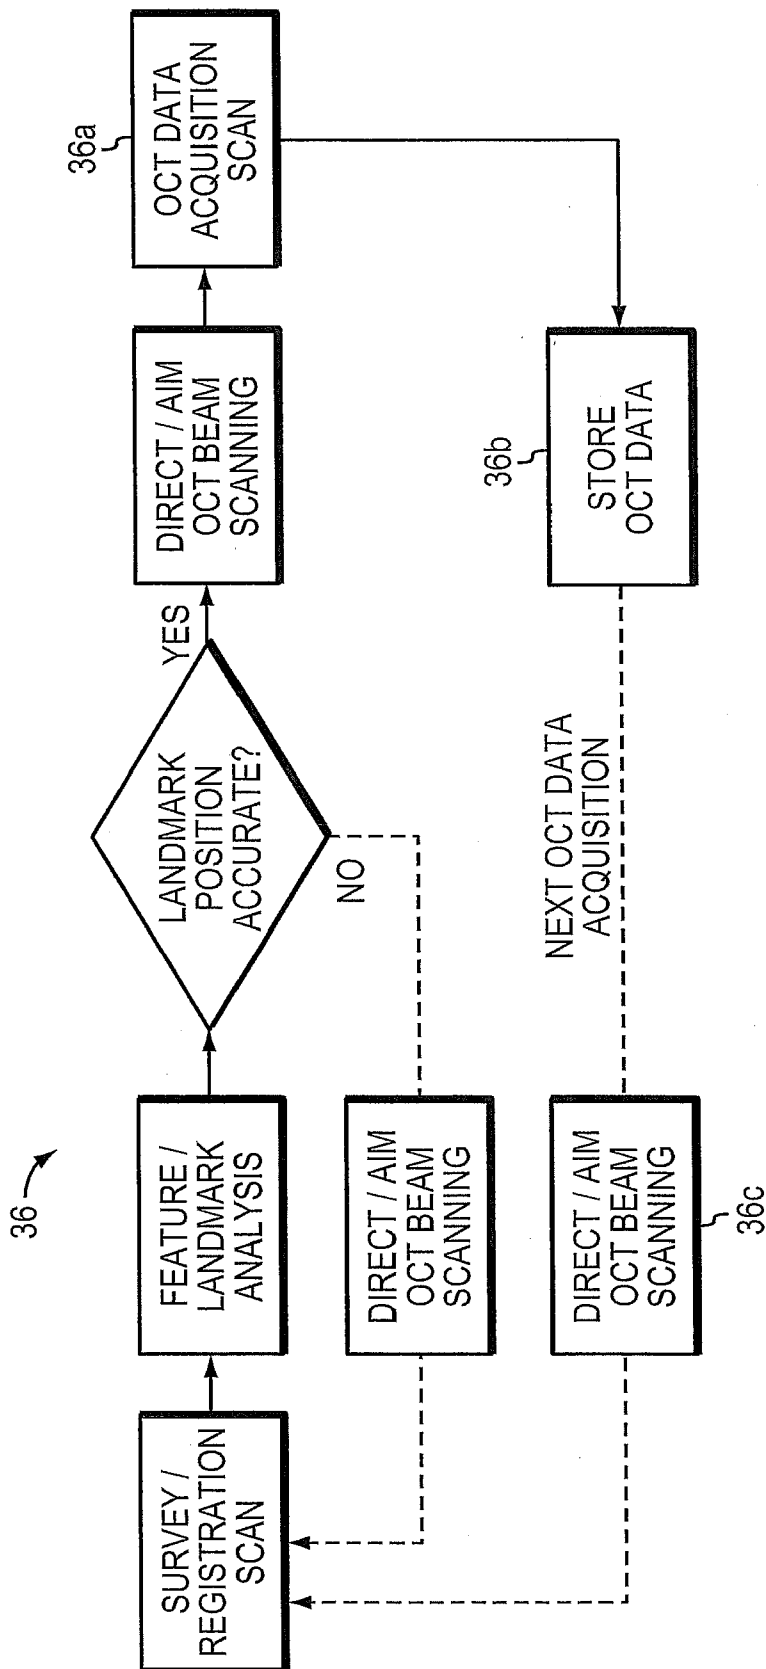 36
SURVEY /
REGISTRATION
SCAN
FEATURE /
LANDMARK
ANALYSIS
LANDMARK
POSITION
ACCURATE?
YES
DIRECT / AIM
OCT BEAM
SCANNING
36a
OCT DATA
ACQUISITION
SCAN
NO
DIRECT / AIM
OCT BEAM
SCANNING
36b
STORE
OCT DATA
NEXT OCT DATA
ACQUISITION
DIRECT / AIM
OCT BEAM
SCANNING
36c